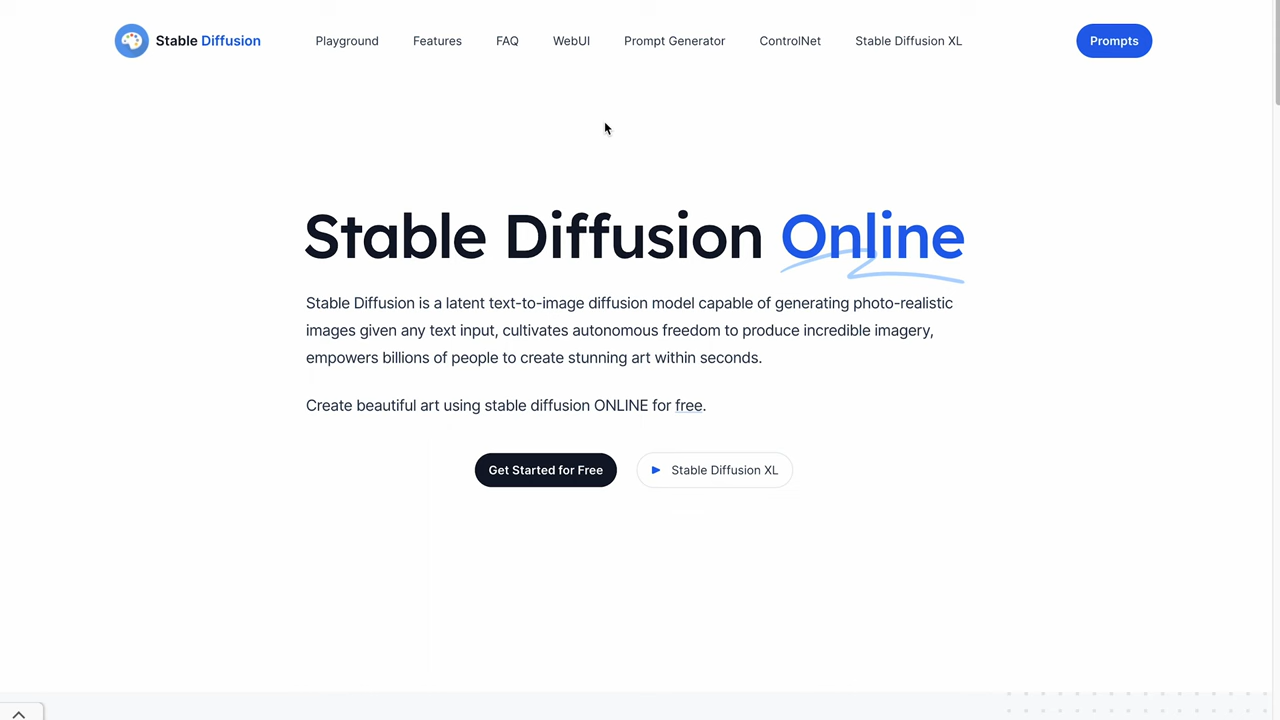 Stable Diffusion Playground Features FAQ WebUI Prompt Generator ControlNet Stable Diffusion XL Prompts
Stable Diffusion Online
Stable Diffusion is a latent text-to-image diffusion model capable of generating photo-realistic
images given any text input, cultivates autonomous freedom to produce incredible imagery,
empowers billions of people to create stunning art within seconds.
Create beautiful art using stable diffusion ONLINE for free.
Get Started for Free Stable Diffusion XL